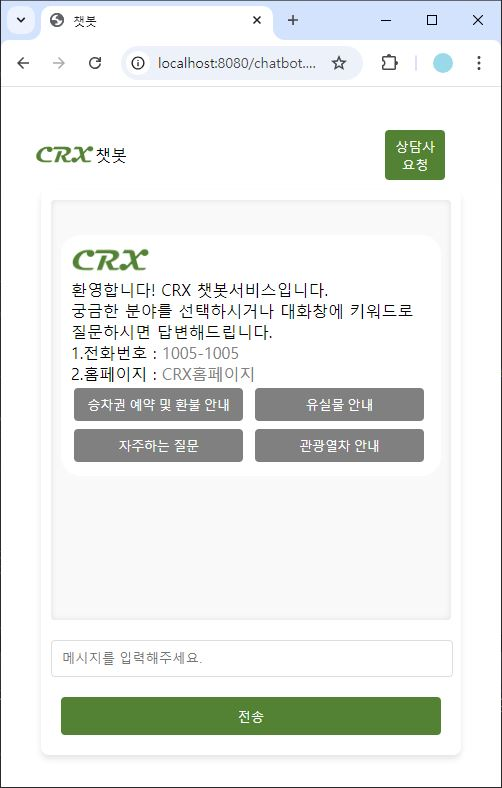 챗봇
localhost:8080/chatbot....
CRX 챗봇
상담사
요청
CRX
환영합니다! CRX 챗봇서비스입니다.
궁금한 분야를 선택하시거나 대화창에 키워드로
질문하시면 답변해드립니다.
1.전화번호 : 1005-1005
2.홈페이지 : CRX홈페이지
승차권 예약 및 환불 안내
유실물 안내
자주하는 질문
관광열차 안내
메시지를 입력해주세요.
전송